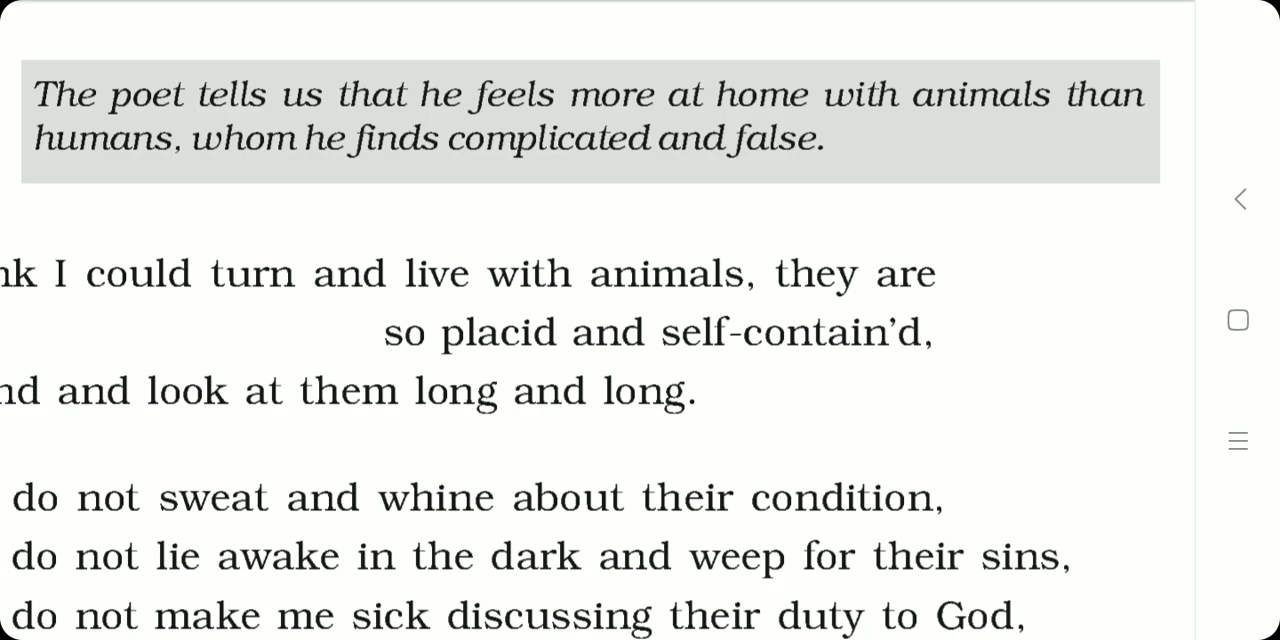 The poet tells us that he feels more at home with animals than
humans, whom he finds complicated and false.
I could turn and live with animals, they are
so placid and self-contain’d,
and look at them long and long.
do not sweat and whine about their condition,
do not lie awake in the dark and weep for their sins,
do not make me sick discussing their duty to God,